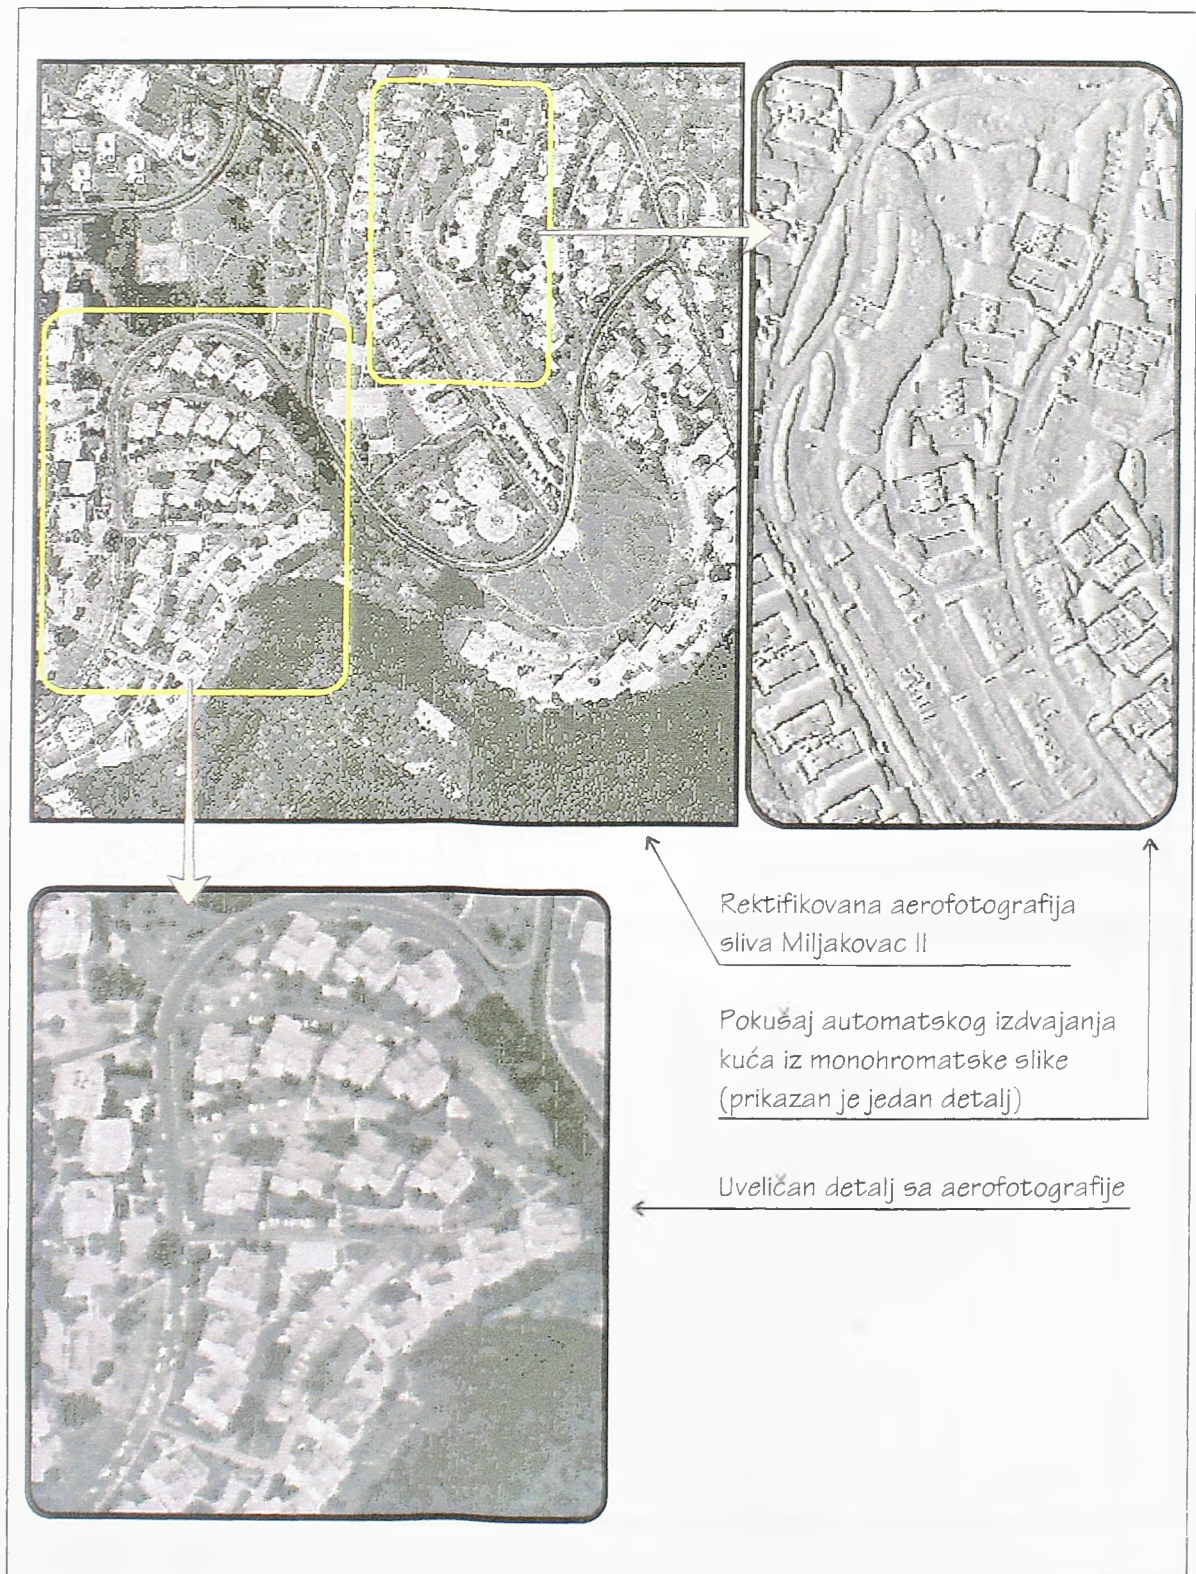 Rektifikovana aerofotografija
sliva Miljakovac II
Pokušaj automatskog izdvajanja
kuća iz monohromatske slike
(prikazan je jedan detalj)
Uveličan detalj sa aerofotografije